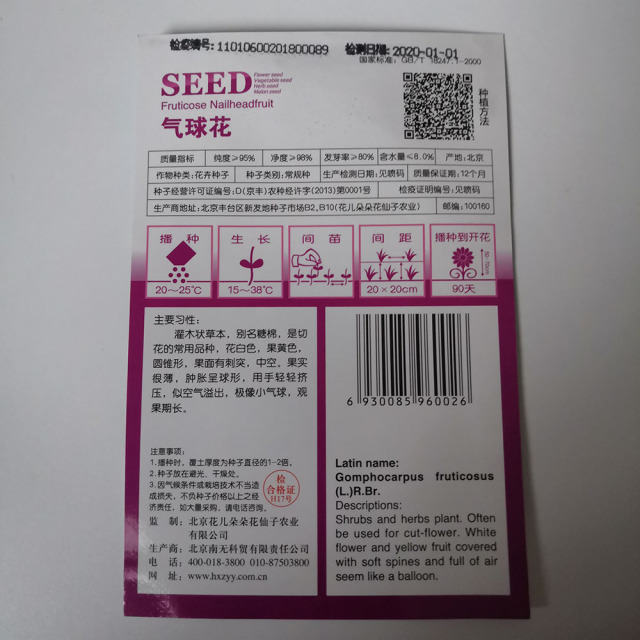 检疫编号: 11010600201800089 检测日期: 2020-01-01
国家标准: GB/T 16247.1-2000
SEED
Flower seed
Vegetable seed
Herb seed
Melon seed
Fruticose Nailheadfruit
气球花
种植方法
质量指标 纯度≥95% 净度≥98% 发芽率≥80% 含水量≤8.0% 产地:北京
作物种类:花卉种子 种子类别:常规种 生产检测日期:见喷码 质量保证期:12个月
种子经营许可证编号:D(京丰)农种经许字(2013)第0001号 检疫证明编号:见喷码
生产商地址:北京丰台区新发地种子市场B2,B10(花儿朵朵花仙子农业) 邮编:100160
播种 生长 间苗 间距 播种到开花
20～25℃ 15～38℃ 20×20cm 90天
主要习性:
灌木状草本，别名糖棉，是切
花的常用品种，花白色，果黄色，
圆锥形，果面有刺突，中空。果实
很薄，肿胀呈球形，用手轻轻挤
压，似空气溢出，极像小气球，观
果期长。
注意事项:
1.播种时，覆土厚度为种子直径的1-2倍。
2.种子放在避光、干燥处。
3.因气候条件或栽培技术不当造
成损失，不负种子价格以上之经
济责任，如大量采购，请电话咨询。
检
合格证
H17号
监 制: 北京花儿朵朵花仙子农业
有限公司
生产商: 北京南无科贸有限责任公司
电 话: 400-018-3800 010-87503800
网 址: www.hxzyy.com.cn
6 930085 960026
Latin name:
Gomphocarpus fruticosus
(L.)R.Br.
Descriptions:
Shrubs and herbs plant. Often
be used for cut-flower. White
flower and yellow fruit covered
with soft spines and full of air
seem like a balloon.